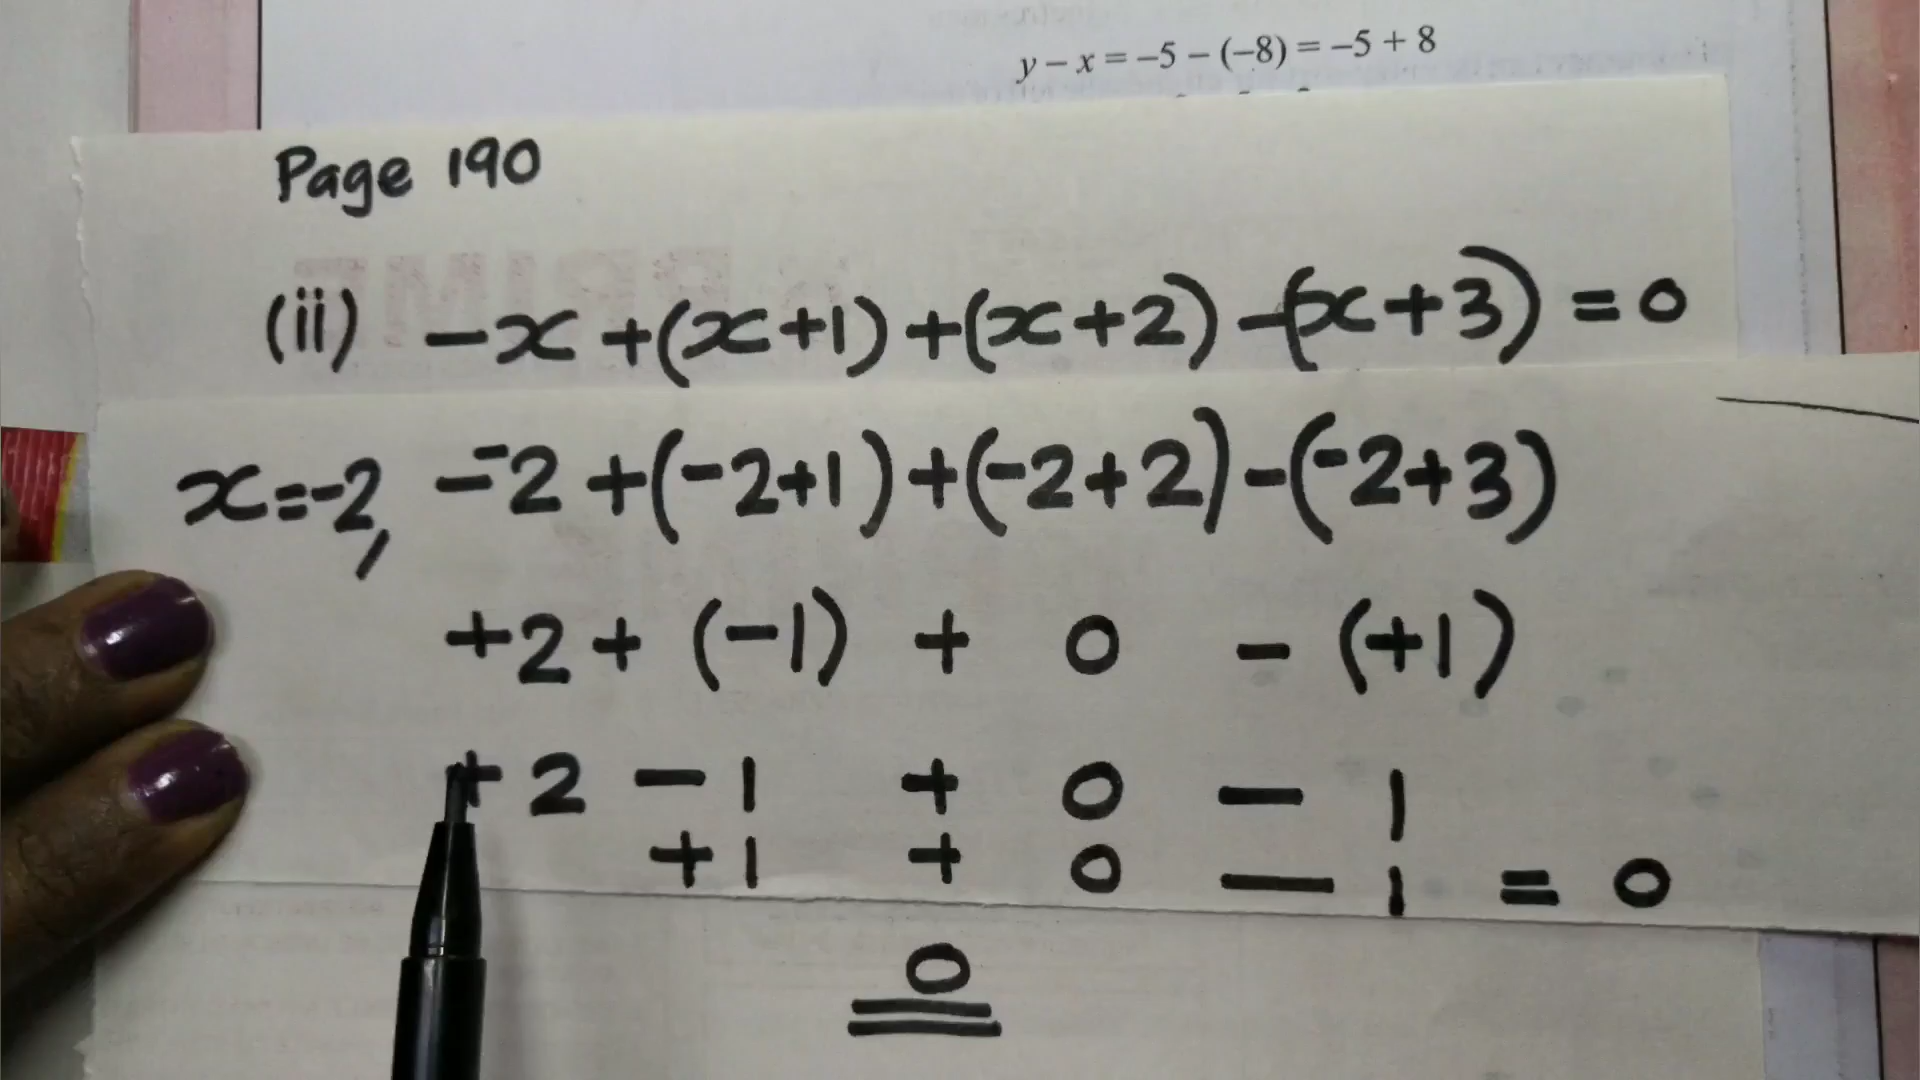 y – x = –5 – (–8) = –5 + 8
Page 190
(ii) -x +(x+1) +(x+2) -(x+3) = 0
x=-2, -⁻2 +(-2+1) +(-2+2) -(-2+3)
+2 + (-1) + 0 - (+1)
+ 2 - 1 + 0 - 1
+1 + 0 - 1 = 0
0